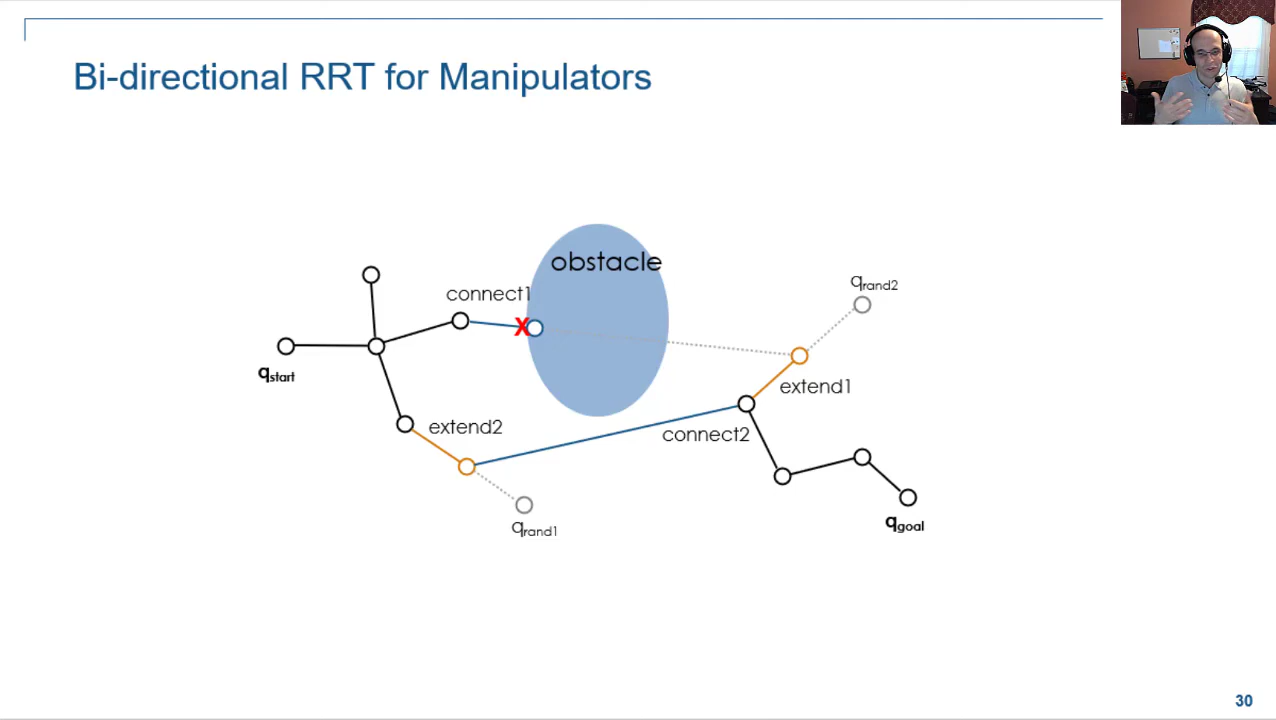 Bi-directional RRT for Manipulators
obstacle
connect1
X
qrand2
qstart
extend1
extend2
connect2
qrand1
qgoal
30